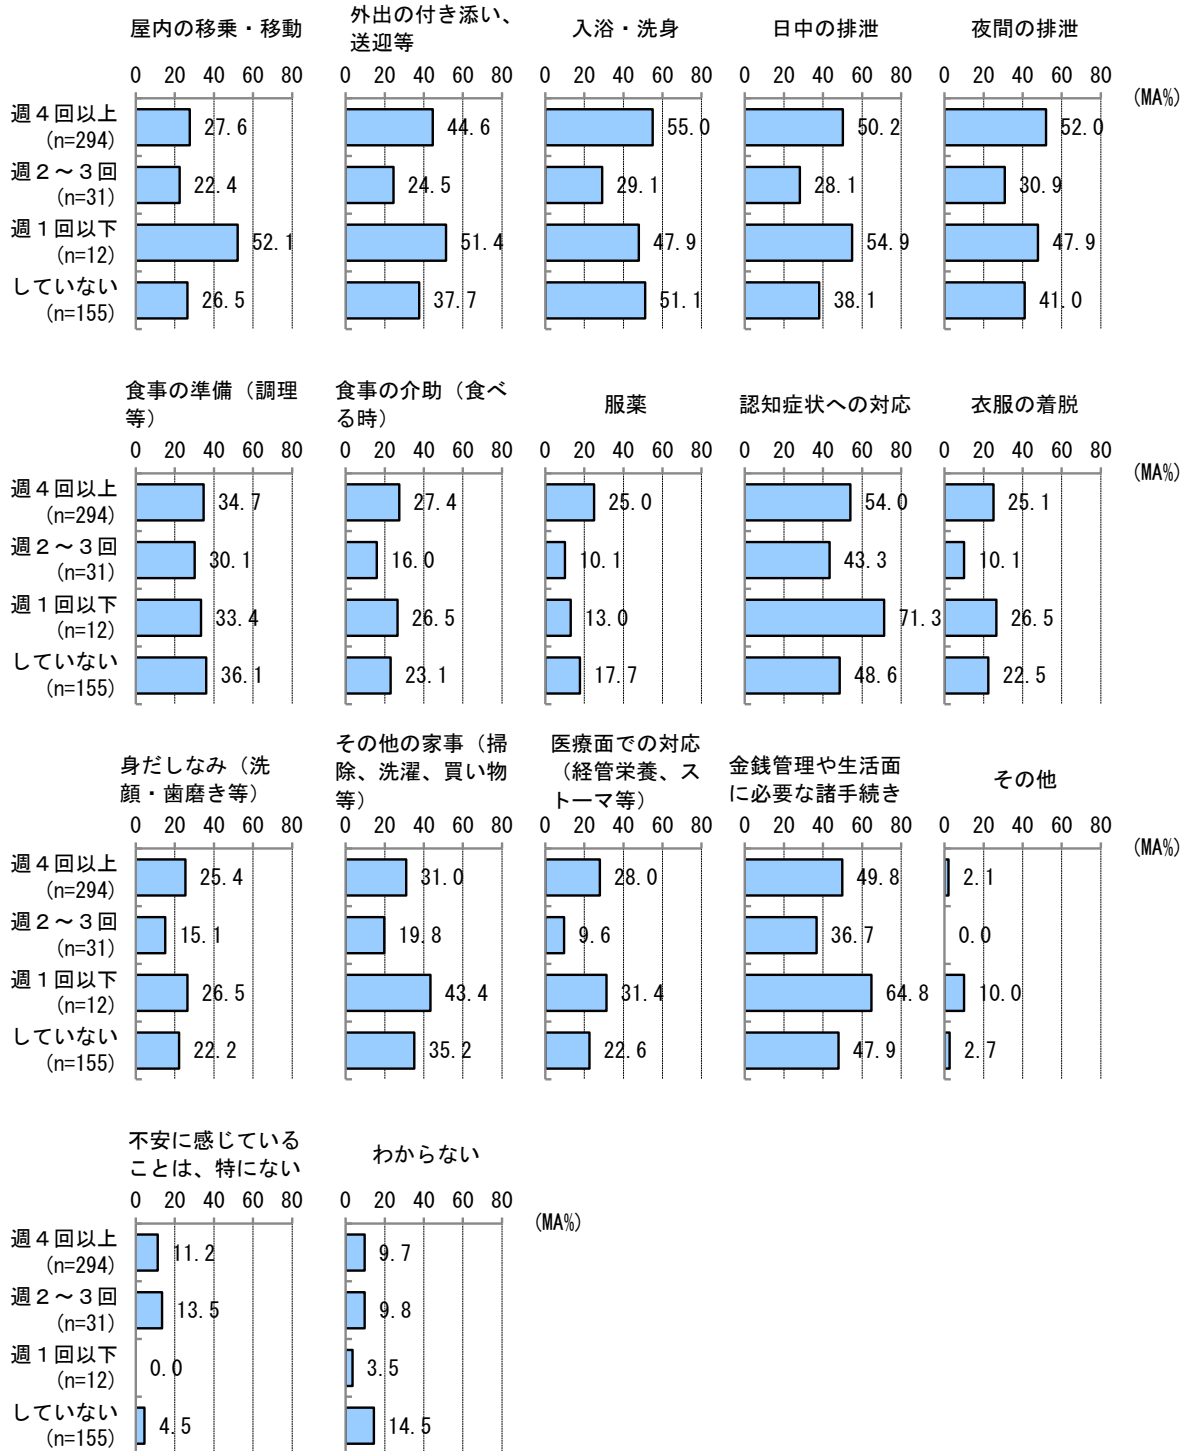 屋内の移乗・移動
外出の付き添い、
送迎等
入浴・洗身
日中の排泄
夜間の排泄
0 20 40 60 80
0 20 40 60 80
0 20 40 60 80
0 20 40 60 80
0 20 40 60 80
(MA%)
週４回以上
(n=294)
27.6
44.6
55.0
50.2
52.0
週２～３回
(n=31)
22.4
24.5
29.1
28.1
30.9
週１回以下
(n=12)
52.1
51.4
47.9
54.9
47.9
していない
(n=155)
26.5
37.7
51.1
38.1
41.0
食事の準備（調理
等）
食事の介助（食べ
る時）
服薬
認知症状への対応
衣服の着脱
0 20 40 60 80
0 20 40 60 80
0 20 40 60 80
0 20 40 60 80
0 20 40 60 80
(MA%)
週４回以上
(n=294)
34.7
27.4
25.0
54.0
25.1
週２～３回
(n=31)
30.1
16.0
10.1
43.3
10.1
週１回以下
(n=12)
33.4
26.5
13.0
71.3
26.5
していない
(n=155)
36.1
23.1
17.7
48.6
22.5
身だしなみ（洗
顔・歯磨き等）
その他の家事（掃
除、洗濯、買い物
等）
医療面での対応
（経管栄養、ス
トーマ等）
金銭管理や生活面
に必要な諸手続き
その他
0 20 40 60 80
0 20 40 60 80
0 20 40 60 80
0 20 40 60 80
0 20 40 60 80
(MA%)
週４回以上
(n=294)
25.4
31.0
28.0
49.8
2.1
週２～３回
(n=31)
15.1
19.8
9.6
36.7
0.0
週１回以下
(n=12)
26.5
43.4
31.4
64.8
10.0
していない
(n=155)
22.2
35.2
22.6
47.9
2.7
不安に感じている
ことは、特にない
わからない
0 20 40 60 80
0 20 40 60 80
(MA%)
週４回以上
(n=294)
11.2
9.7
週２～３回
(n=31)
13.5
9.8
週１回以下
(n=12)
0.0
3.5
していない
(n=155)
4.5
14.5